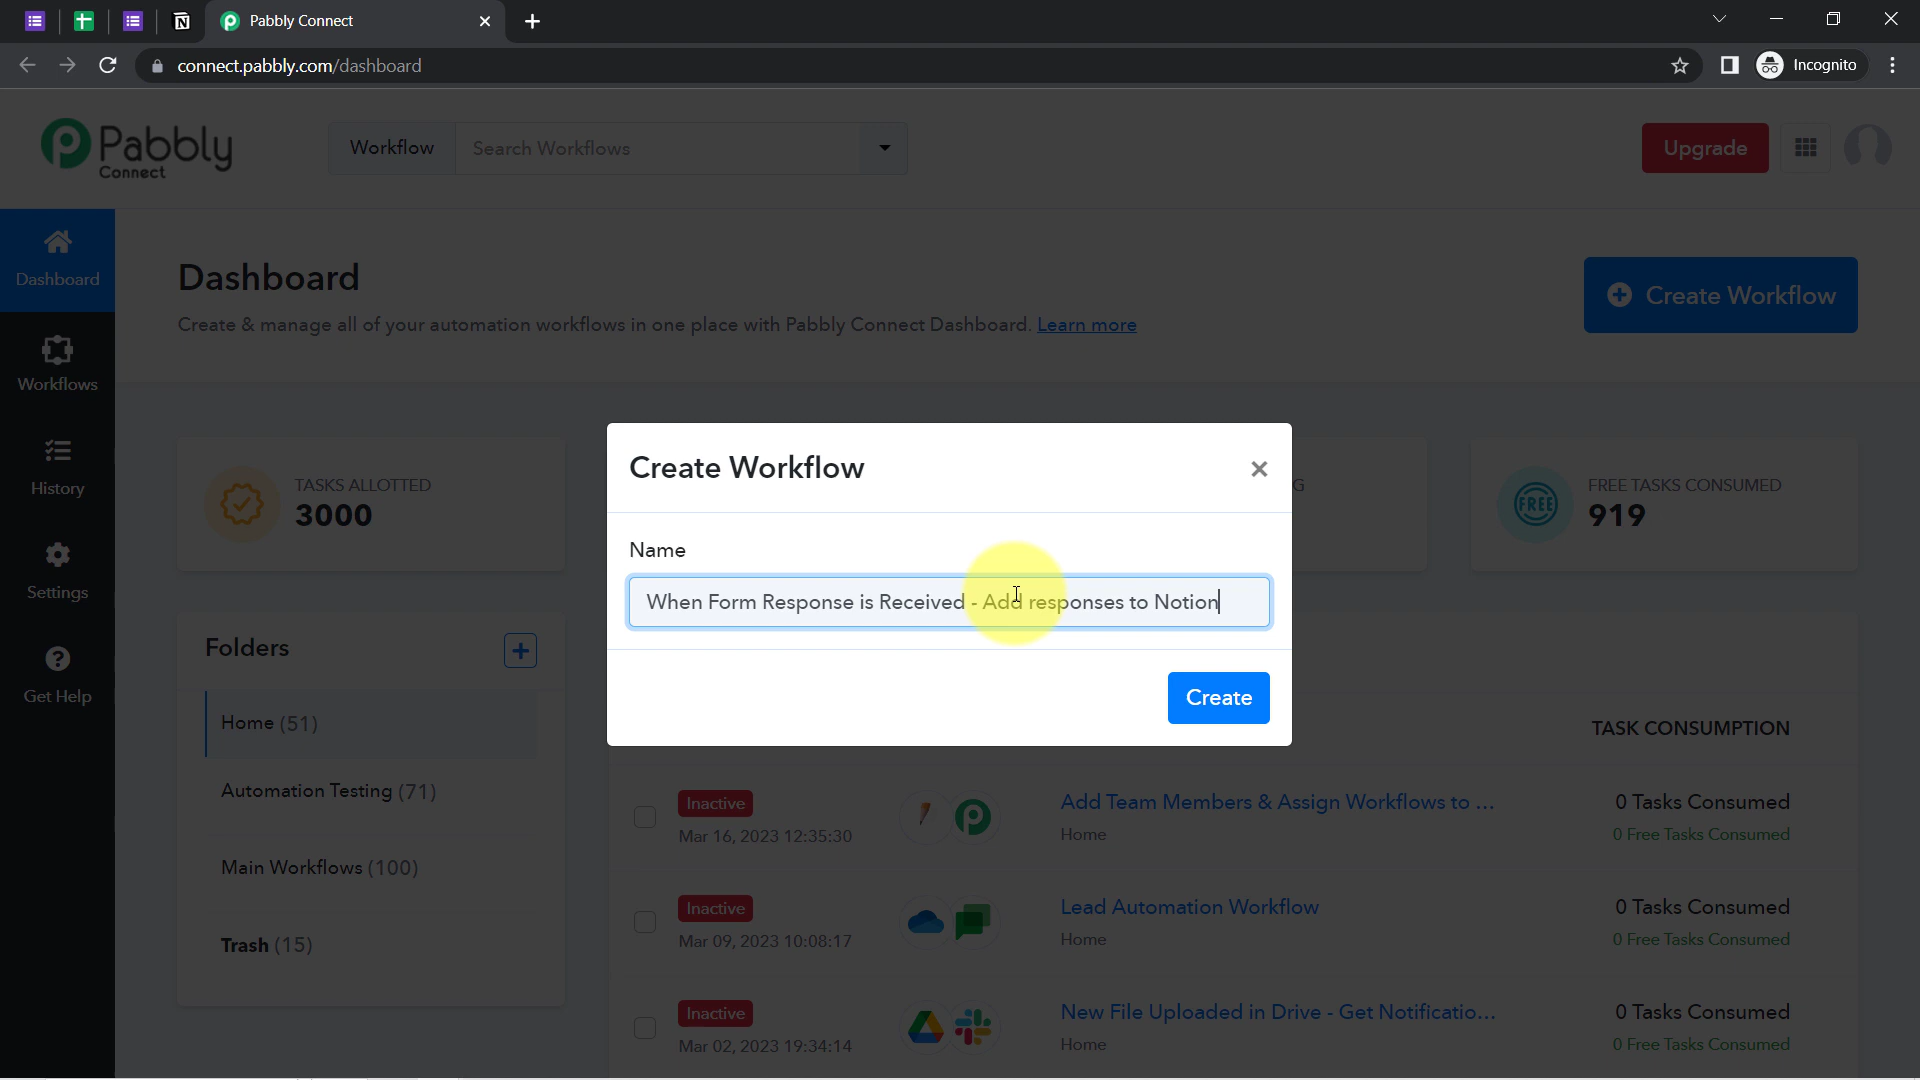 Pabbly Connect
connect.pabbly.com/dashboard
Incognito
Pabbly
Connect
Workflow
Search Workflows
Upgrade
Dashboard
Workflows
History
Settings
Get Help
Dashboard
Create & manage all of your automation workflows in one place with Pabbly Connect Dashboard. Learn more
Create Workflow
TASKS ALLOTTED
3000
G
FREE
FREE TASKS CONSUMED
919
Create Workflow
Name
When Form Response is Received - Add responses to Notion
Create
Folders
Home (51)
Automation Testing (71)
Main Workflows (100)
Trash (15)
TASK CONSUMPTION
Inactive
Mar 16, 2023 12:35:30
Add Team Members & Assign Workflows to ...
Home
0 Tasks Consumed
0 Free Tasks Consumed
Inactive
Mar 09, 2023 10:08:17
Lead Automation Workflow
Home
0 Tasks Consumed
0 Free Tasks Consumed
Inactive
Mar 02, 2023 19:34:14
New File Uploaded in Drive - Get Notificatio...
Home
0 Tasks Consumed
0 Free Tasks Consumed